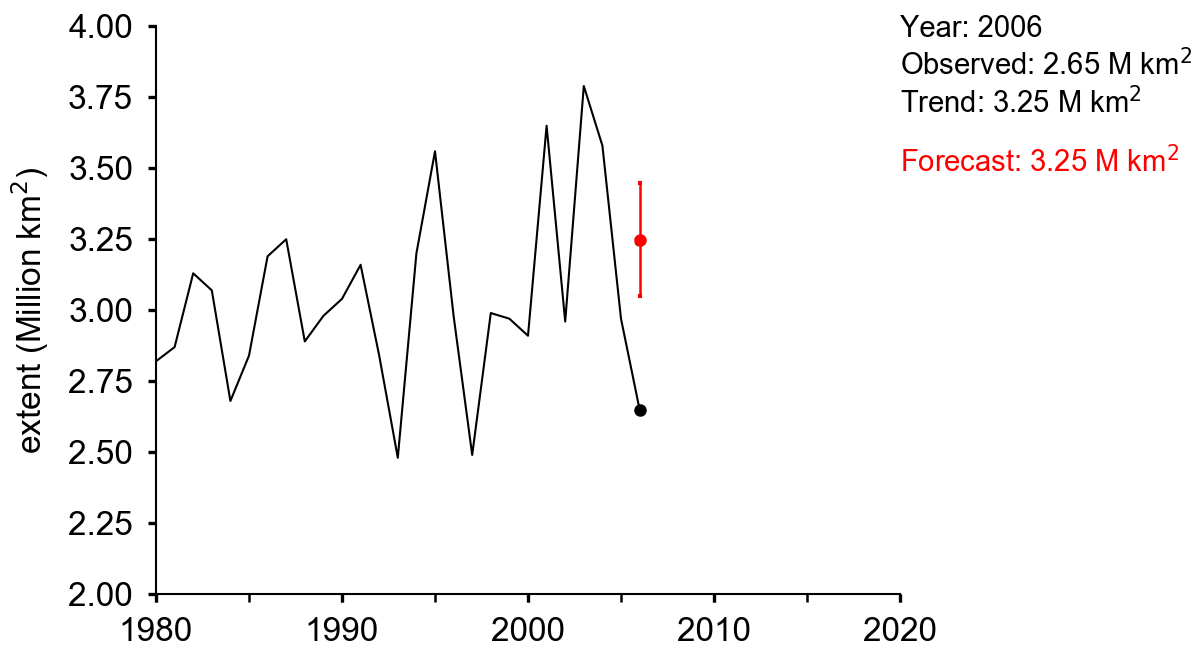 Year: 2006
Observed: 2.65 M km²
Trend: 3.25 M km²
Forecast: 3.25 M km²
extent (Million km²)
4.00
3.75
3.50
3.25
3.00
2.75
2.50
2.25
2.00
1980 1990 2000 2010 2020